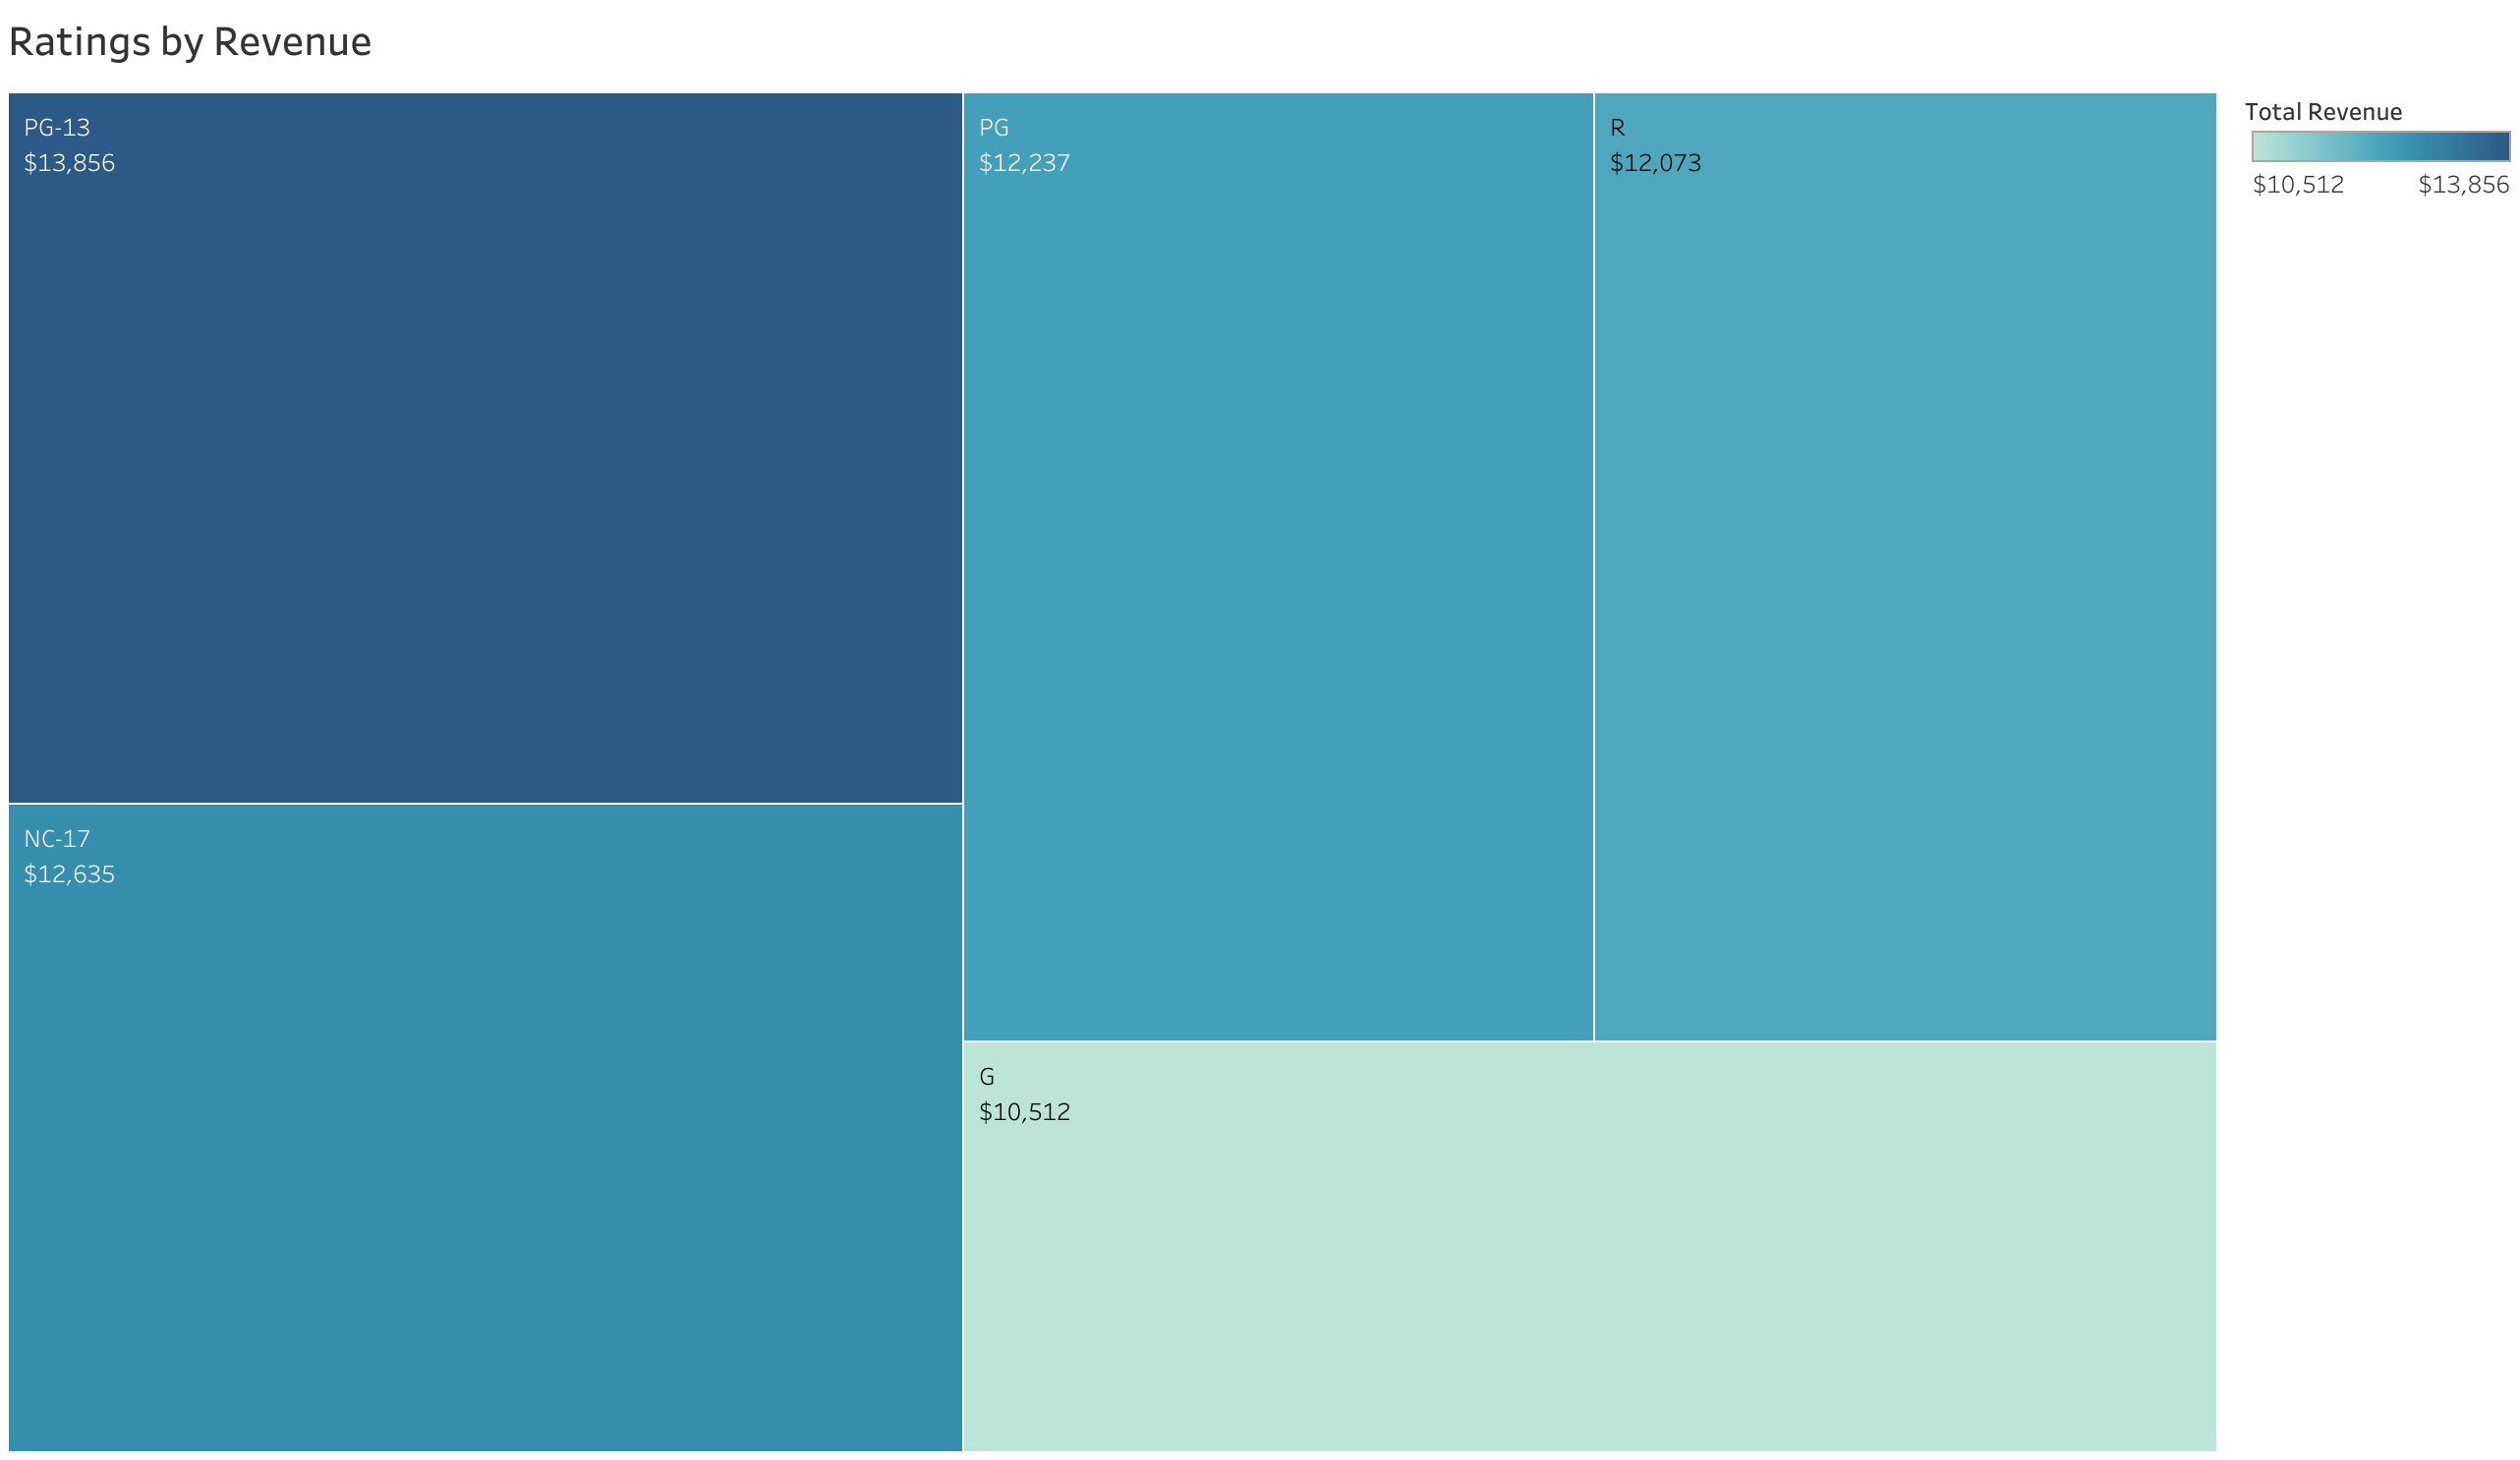 Ratings by Revenue
PG-13
$13,856
PG
$12,237
R
$12,073
NC-17
$12,635
G
$10,512
Total Revenue
$10,512 $13,856